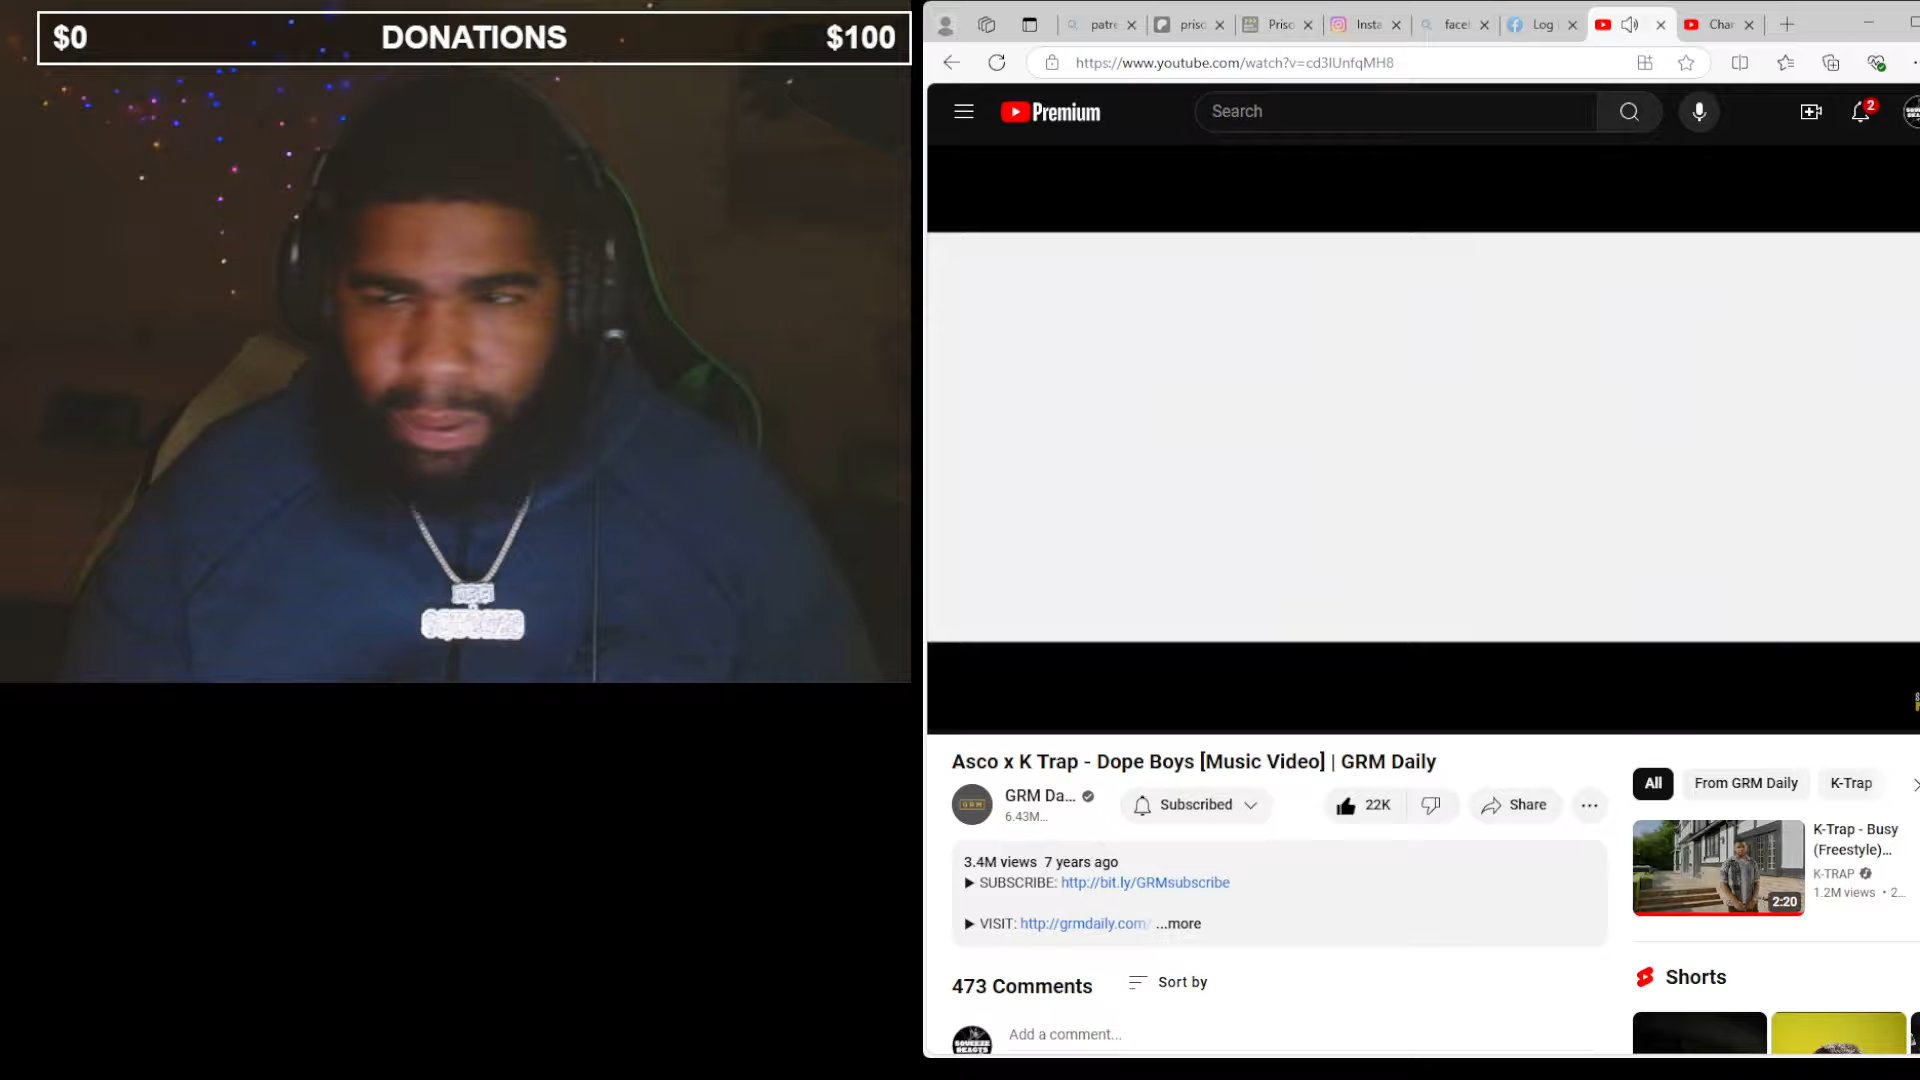 $0 DONATIONS $100
patre
prisc
Prisc
Insta
facel
Log
Char
https://www.youtube.com/watch?v=cd3lUnfqMH8
Premium
Search
2
Asco x K Trap - Dope Boys [Music Video] | GRM Daily
GRM
GRM Da...
6.43M...
Subscribed
22K
Share
3.4M views 7 years ago
▶ SUBSCRIBE: http://bit.ly/GRMsubscribe
▶ VISIT: http://grmdaily.com/ ...more
473 Comments
Sort by
SQUEEZE
REACTS
Add a comment...
All
From GRM Daily
K-Trap
K-Trap - Busy
(Freestyle)...
K-TRAP
1.2M views • 2...
2:20
Shorts